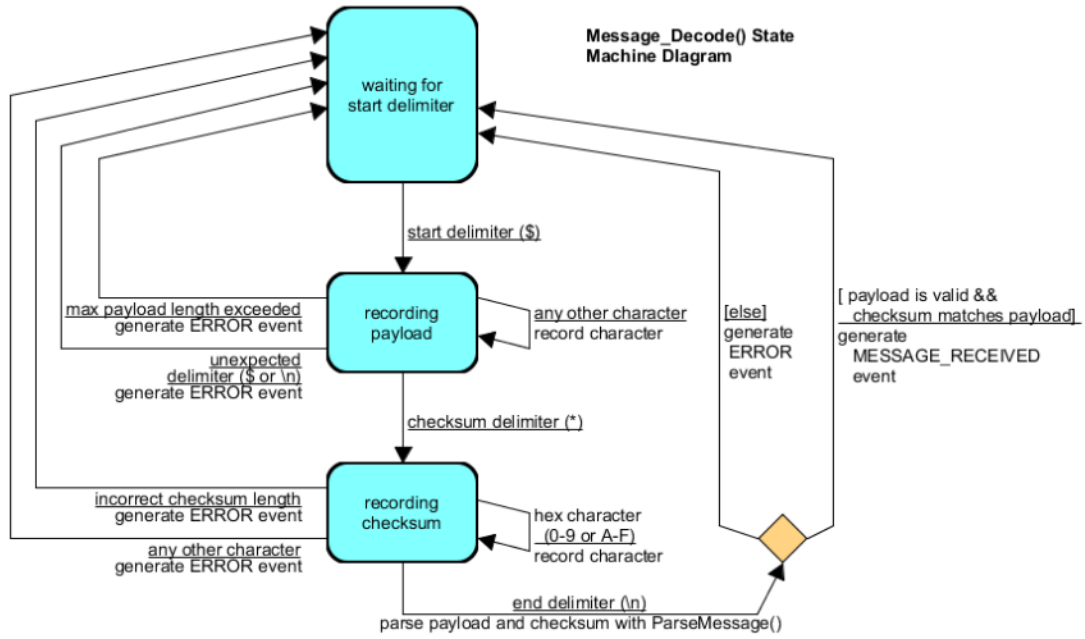 Message_Decode() State
Machine DIagram
waiting for
start delimiter
start delimiter ($)
max payload length exceeded
generate ERROR event
recording
payload
any other character
record character
unexpected
delimiter ($ or \n)
generate ERROR event
[else]
generate
ERROR
event
[ payload is valid &&
checksum matches payload]
generate
MESSAGE_RECEIVED
event
checksum delimiter (*)
incorrect checksum length
generate ERROR event
recording
checksum
hex character
(0-9 or A-F)
record character
any other character
generate ERROR event
end delimiter (\n)
parse payload and checksum with ParseMessage()